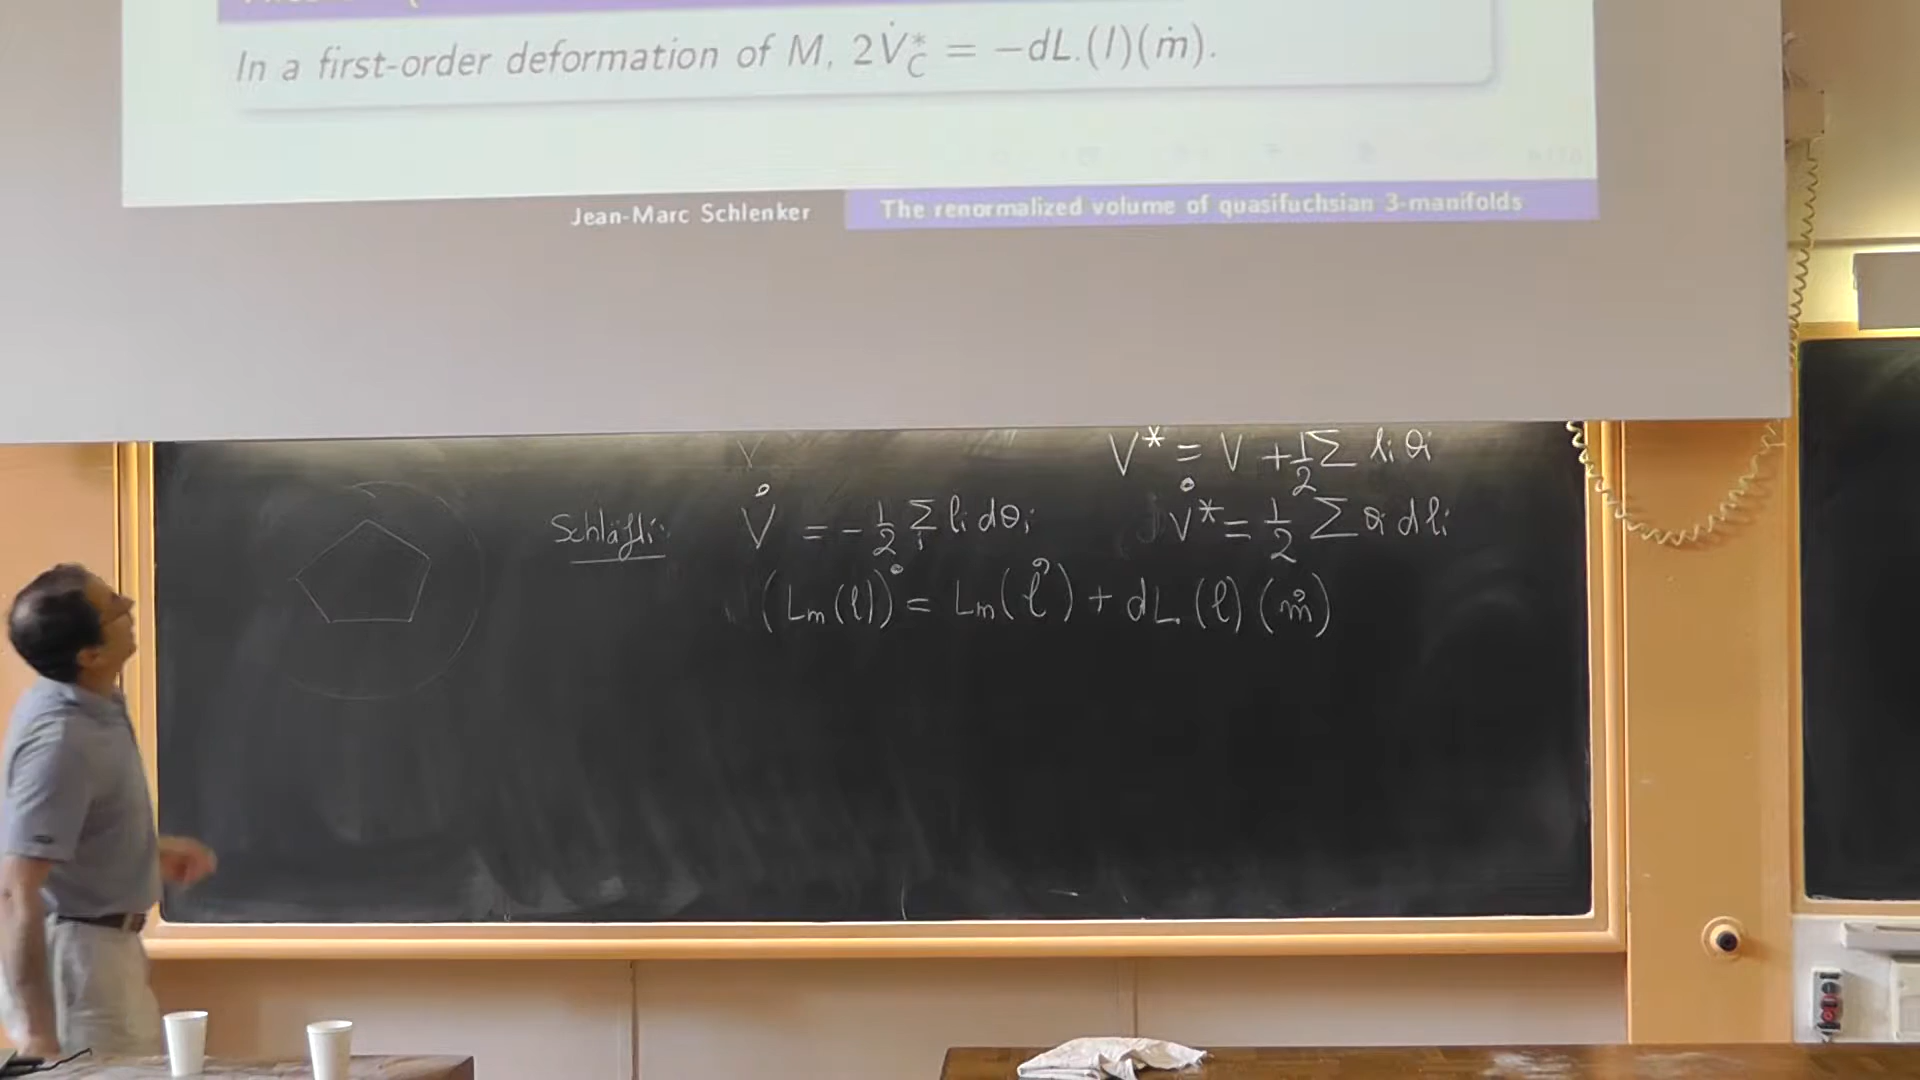 In a first-order deformation of M, 2V̇*_C = −dL.(l)(ṁ).
Jean-Marc Schlenker The renormalized volume of quasifuchsian 3-manifolds
V* = V + 1/2 Σ li θi
Schläfli: V̇ = − 1/2 Σ_i li dθi V̇* = 1/2 Σ θi dli
(Lm(l))˙ = Lm(l̇) + dL.(l)(ṁ)